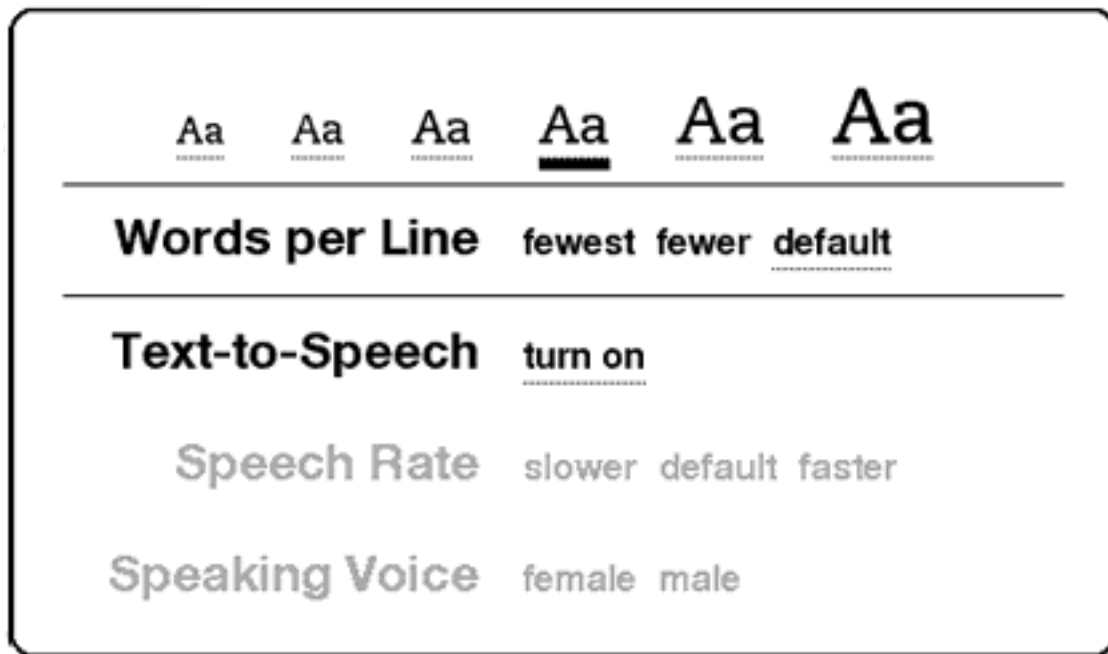 Aa Aa Aa Aa Aa Aa
Words per Line fewest fewer default
Text-to-Speech turn on
Speech Rate slower default faster
Speaking Voice female male